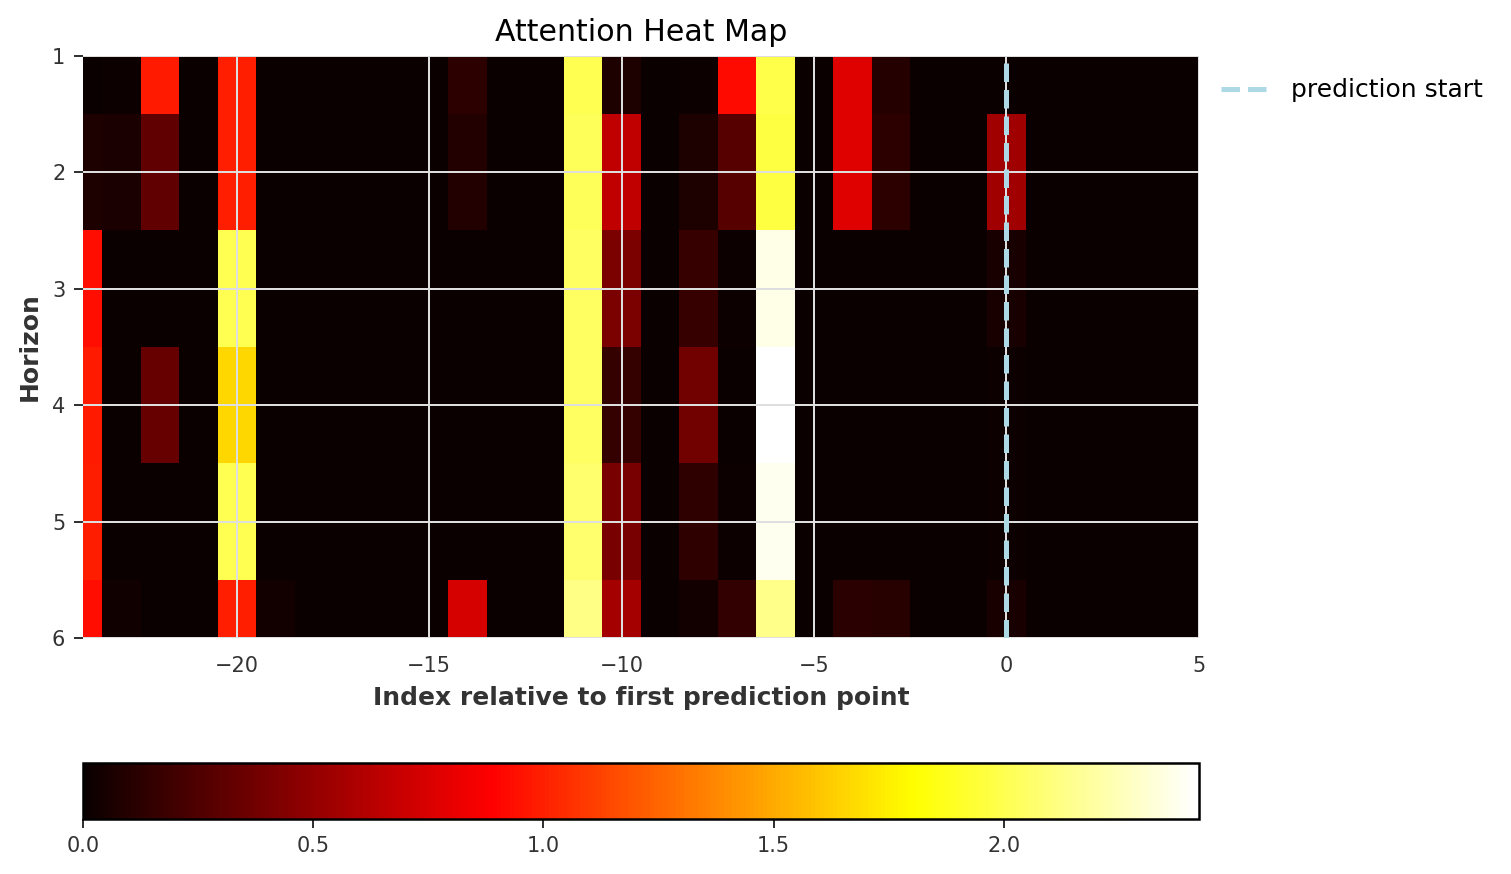 Attention Heat Map
prediction start
Horizon
1
2
3
4
5
6
−20 −15 −10 −5 0 5
Index relative to first prediction point
0.0 0.5 1.0 1.5 2.0